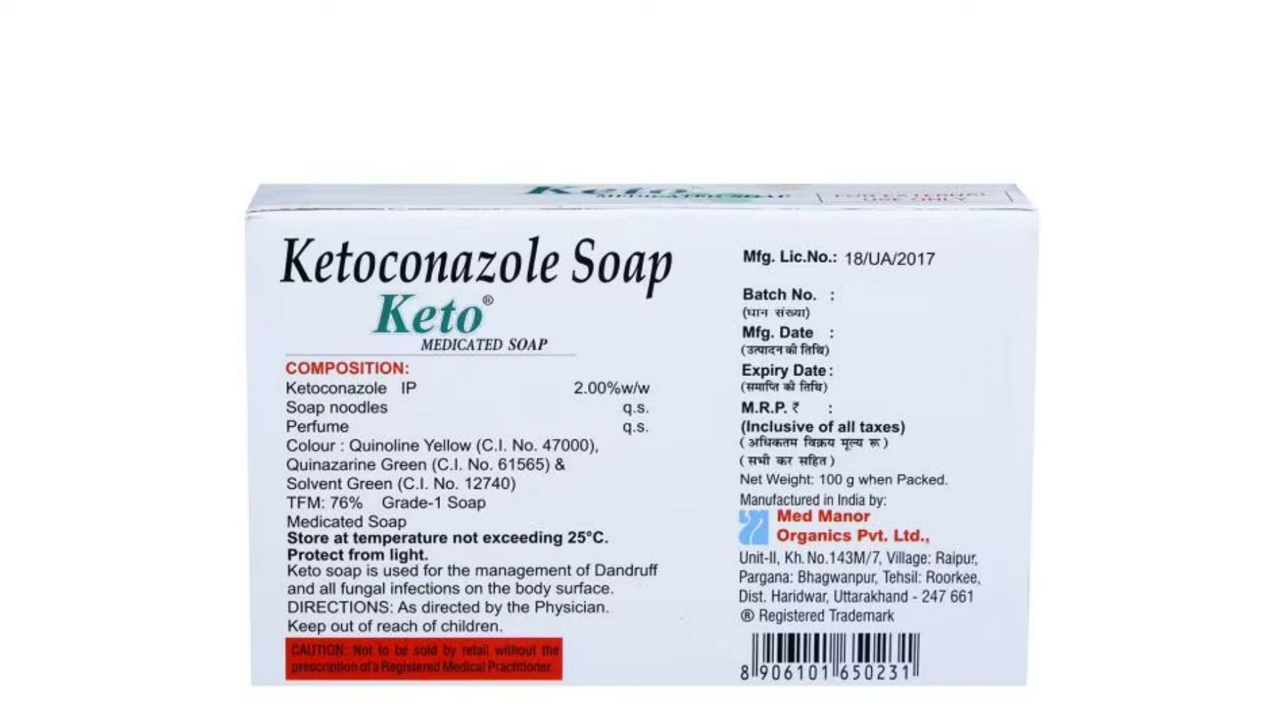 Keto
MEDICATED SOAP
FOR EXTERNAL
USE ONLY
Ketoconazole Soap
Keto®
MEDICATED SOAP
COMPOSITION:
Ketoconazole IP 2.00%w/w
Soap noodles q.s.
Perfume q.s.
Colour : Quinoline Yellow (C.I. No. 47000),
Quinazarine Green (C.I. No. 61565) &
Solvent Green (C.I. No. 12740)
TFM: 76% Grade-1 Soap
Medicated Soap
Store at temperature not exceeding 25°C.
Protect from light.
Keto soap is used for the management of Dandruff
and all fungal infections on the body surface.
DIRECTIONS: As directed by the Physician.
Keep out of reach of children.
CAUTION: Not to be sold by retail without the
prescription of a Registered Medical Practitioner.
Mfg. Lic.No.: 18/UA/2017
Batch No. :
(घान संख्या)
Mfg. Date :
(उत्पादन की तिथि)
Expiry Date :
(समाप्ति की तिथि)
M.R.P. ₹ :
(Inclusive of all taxes)
(अधिकतम विक्रय मूल्य रू)
(सभी कर सहित)
Net Weight: 100 g when Packed.
Manufactured in India by:
Med Manor
Organics Pvt. Ltd.,
Unit-II, Kh. No.143M/7, Village: Raipur,
Pargana: Bhagwanpur, Tehsil: Roorkee,
Dist. Haridwar, Uttarakhand - 247 661
® Registered Trademark
8 906101 650231